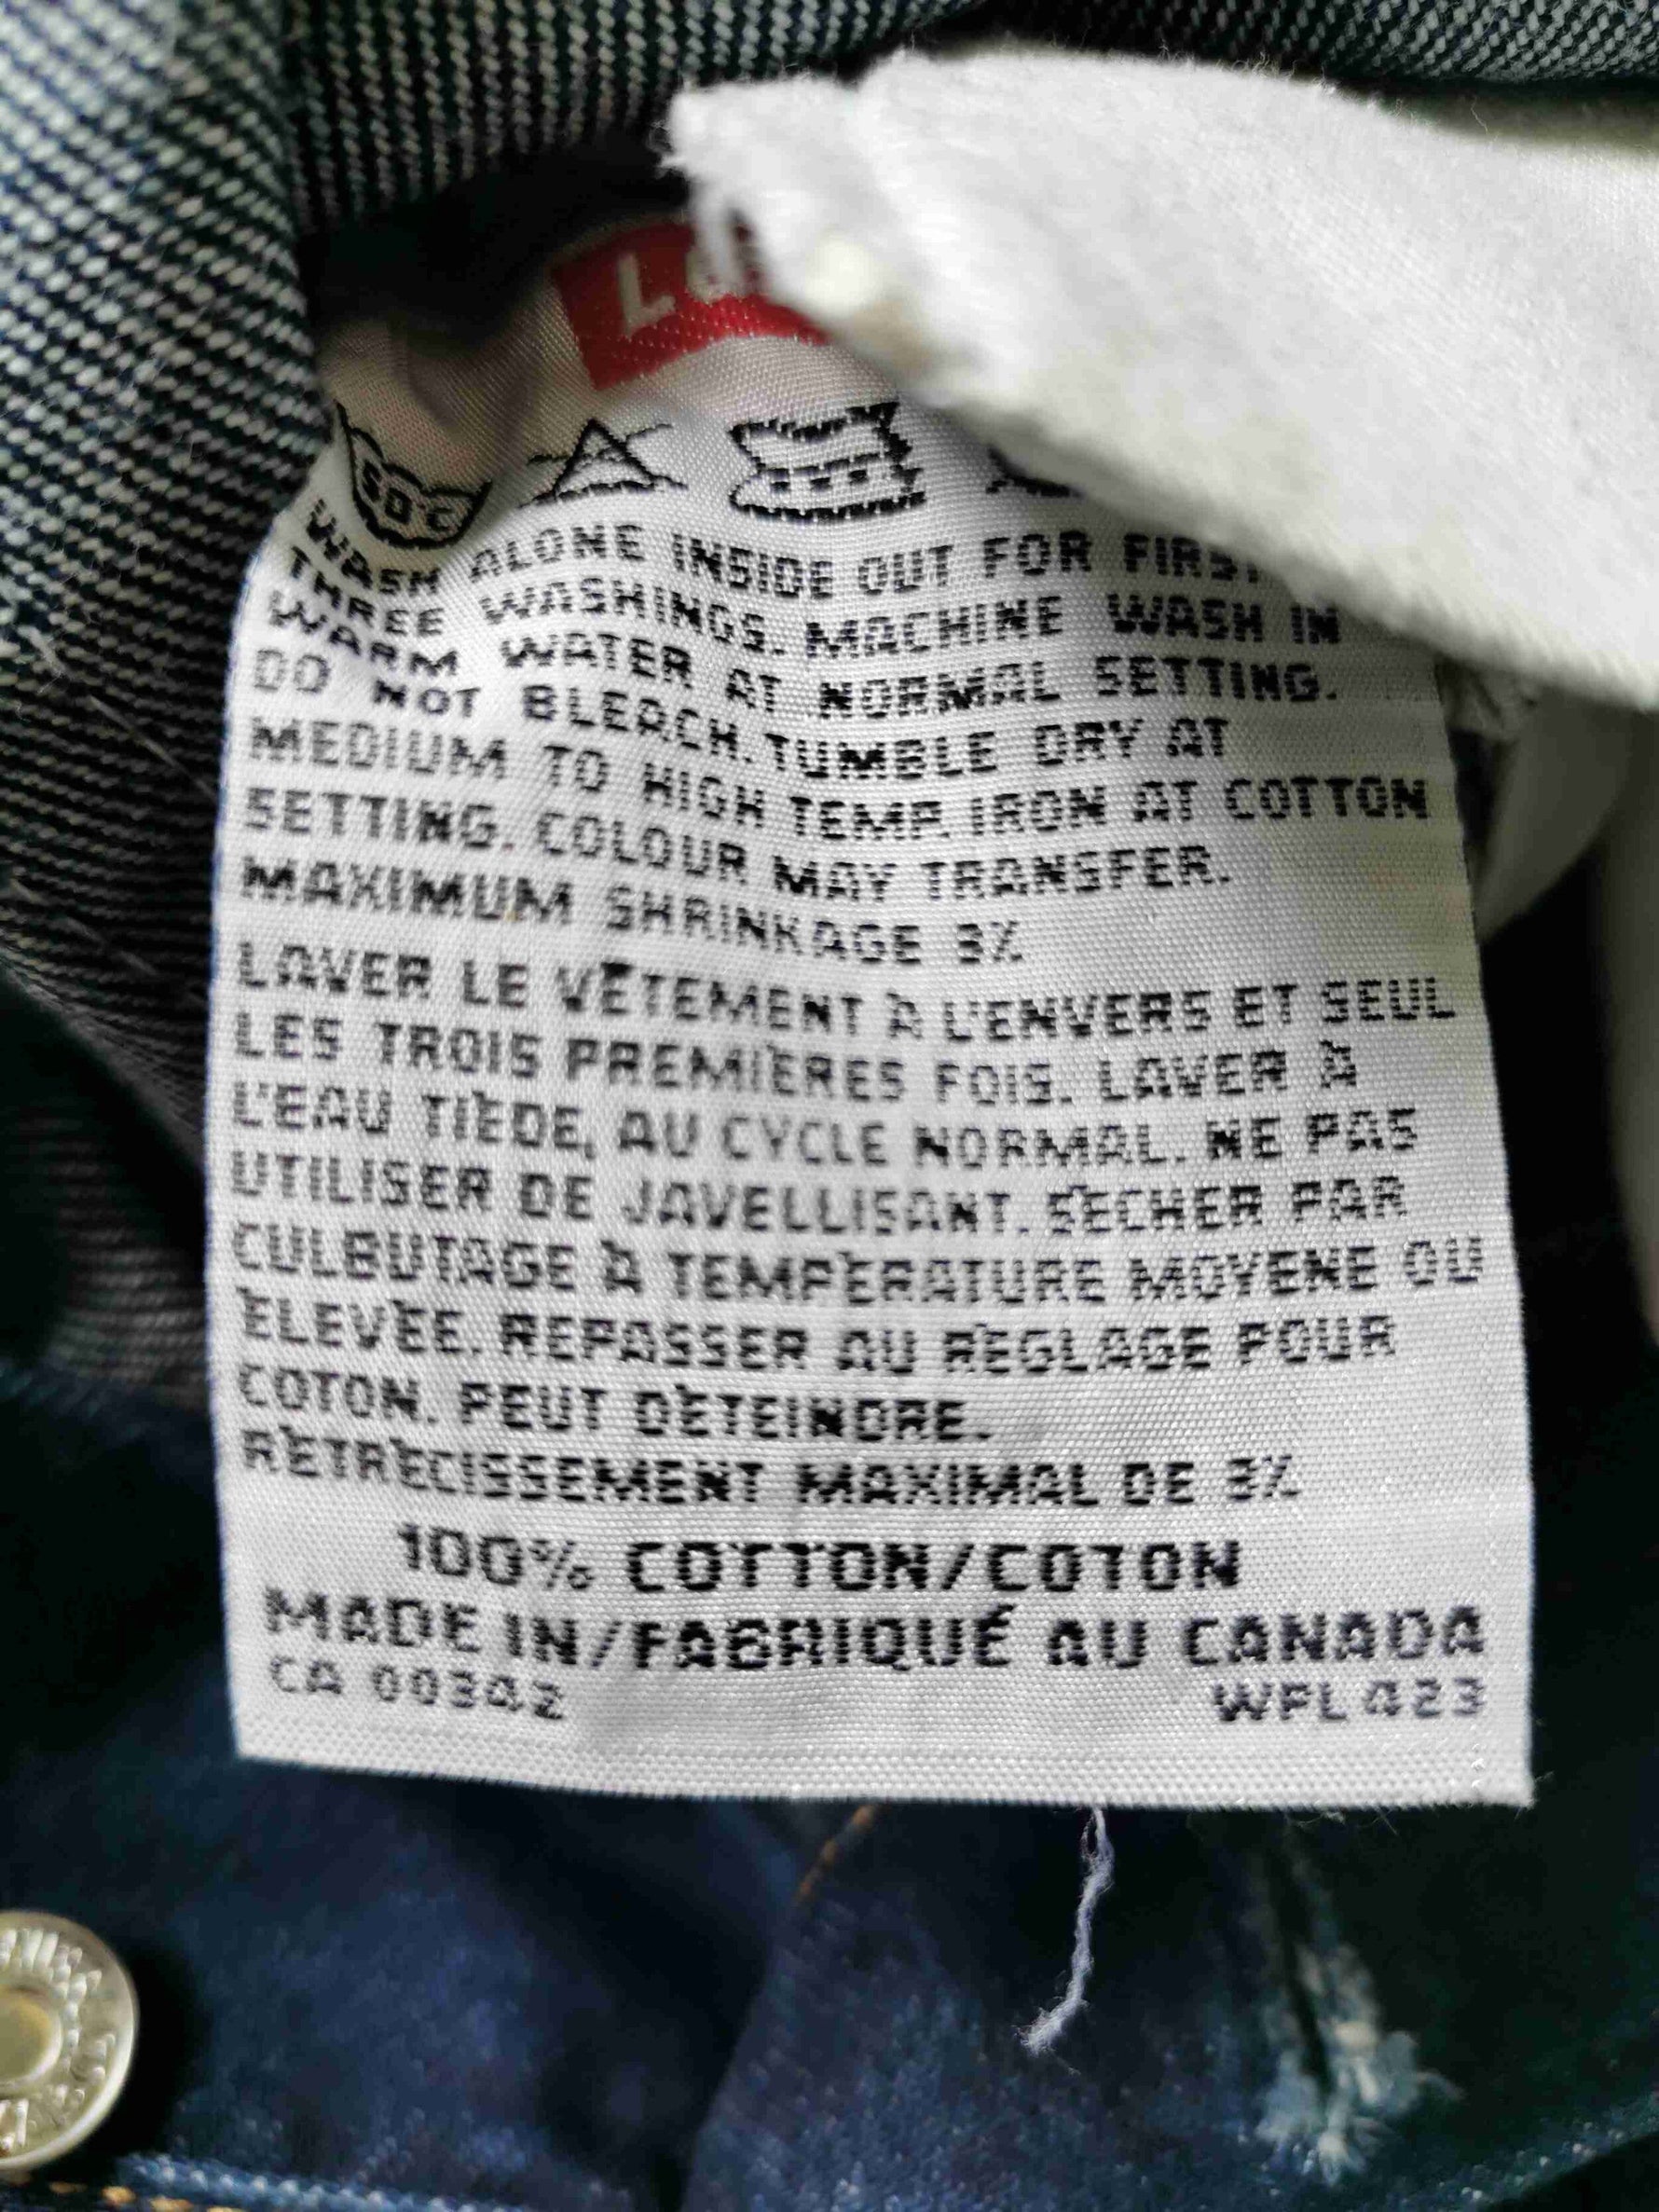 50°C
WASH ALONE INSIDE OUT FOR FIRST
THREE WASHINGS. MACHINE WASH IN
WARM WATER AT NORMAL SETTING.
DO NOT BLEACH. TUMBLE DRY AT
MEDIUM TO HIGH TEMP. IRON AT COTTON
SETTING. COLOUR MAY TRANSFER.
MAXIMUM SHRINKAGE 3%
LAVER LE VÊTEMENT À L'ENVERS ET SEUL
LES TROIS PREMIÈRES FOIS. LAVER À
L'EAU TIÈDE, AU CYCLE NORMAL. NE PAS
UTILISER DE JAVELLISANT. SÉCHER PAR
CULBUTAGE À TEMPÉRATURE MOYENE OU
ÉLEVÉE. REPASSER AU RÉGLAGE POUR
COTON. PEUT DÉTEINDRE.
RÉTRÉCISSEMENT MAXIMAL DE 3%
100% COTTON/COTON
MADE IN/FABRIQUÉ AU CANADA
CA 00342 WPL 423